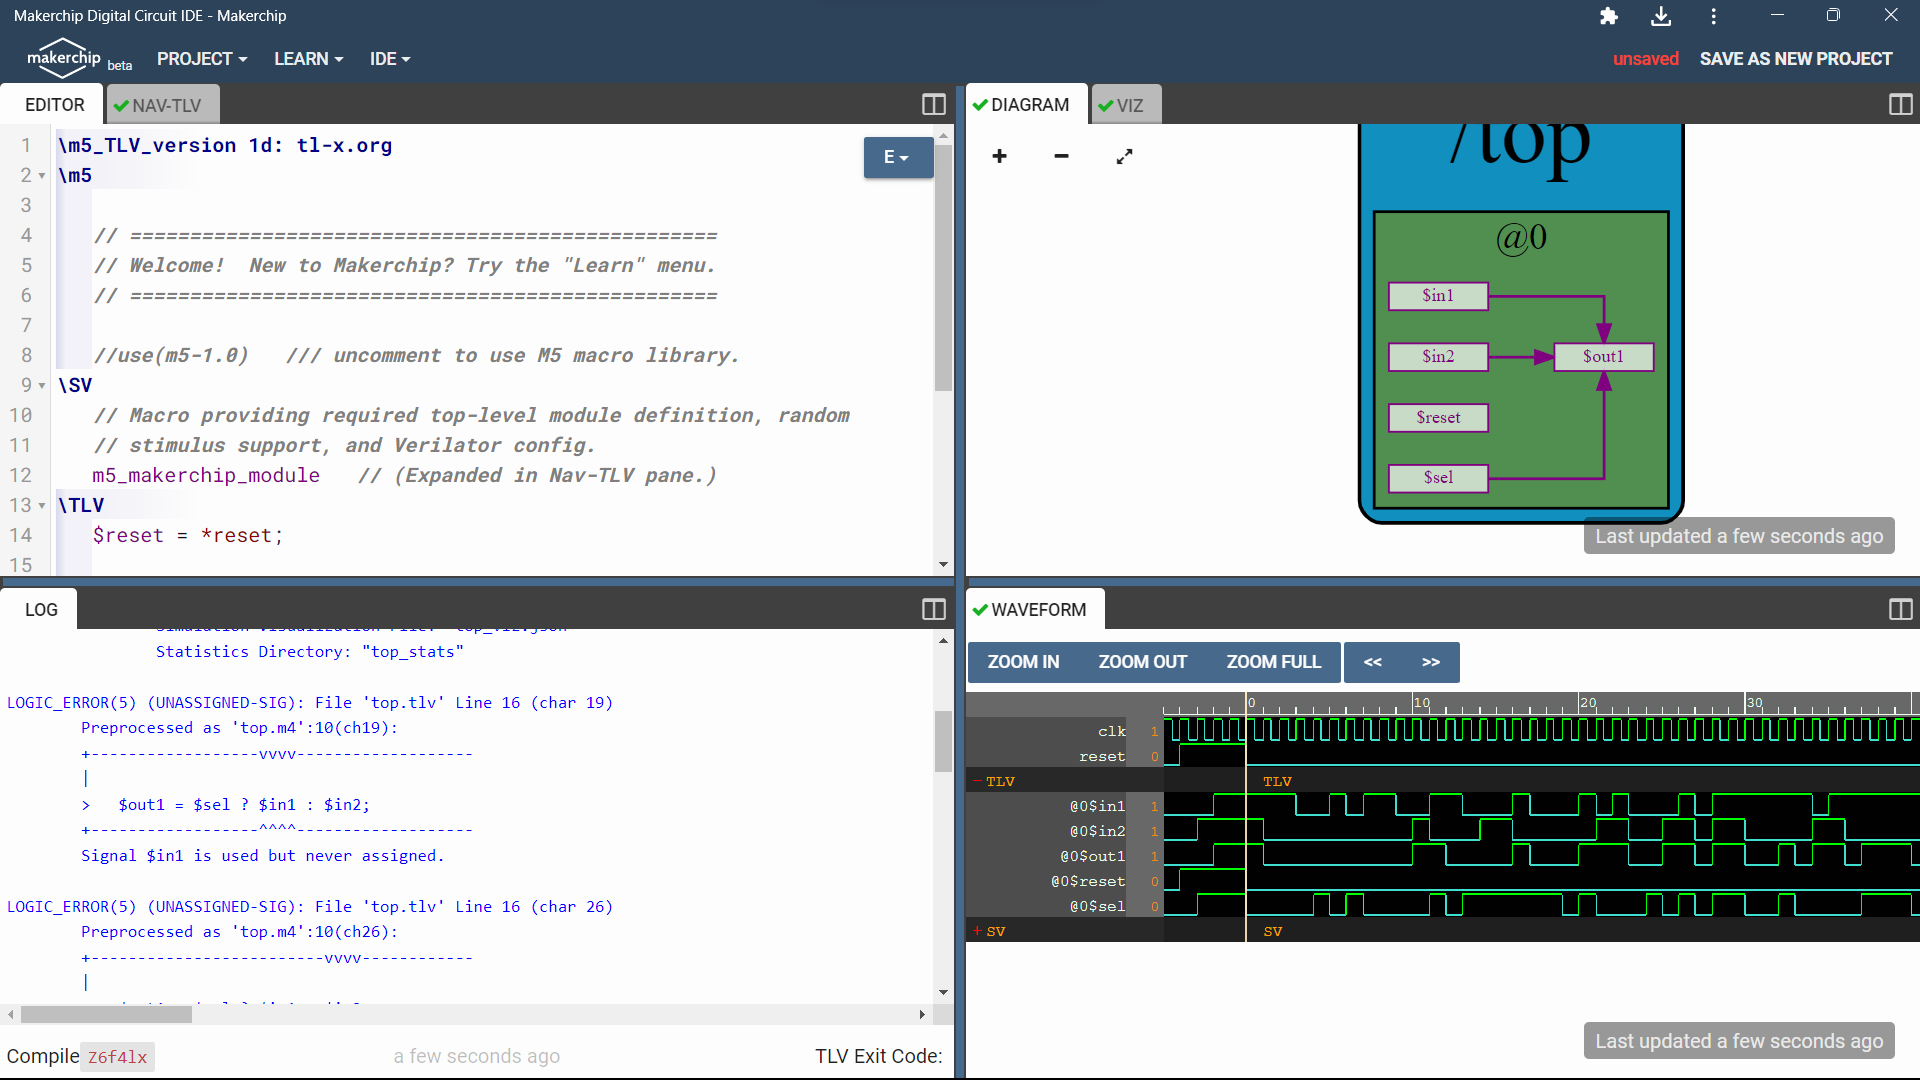 Makerchip Digital Circuit IDE - Makerchip
makerchip beta PROJECT LEARN IDE
unsaved SAVE AS NEW PROJECT
EDITOR NAV-TLV
E
1 \m5_TLV_version 1d: tl-x.org
2 \m5
3
4 // =================================================
5 // Welcome!  New to Makerchip? Try the "Learn" menu.
6 // =================================================
7
8 //use(m5-1.0)   /// uncomment to use M5 macro library.
9 \SV
10 // Macro providing required top-level module definition, random
11 // stimulus support, and Verilator config.
12 m5_makerchip_module   // (Expanded in Nav-TLV pane.)
13 \TLV
14 $reset = *reset;
15
DIAGRAM VIZ
/top
@0
$in1
$in2
$out1
$reset
$sel
Last updated a few seconds ago
LOG
Statistics Directory: "top_stats"
LOGIC_ERROR(5) (UNASSIGNED-SIG): File 'top.tlv' Line 16 (char 19)
Preprocessed as 'top.m4':10(ch19):
+------------------vvvv-------------------
|
>   $out1 = $sel ? $in1 : $in2;
+------------------^^^^-------------------
Signal $in1 is used but never assigned.
LOGIC_ERROR(5) (UNASSIGNED-SIG): File 'top.tlv' Line 16 (char 26)
Preprocessed as 'top.m4':10(ch26):
+-------------------------vvvv------------
|
Compile Z6f4lx a few seconds ago TLV Exit Code:
WAVEFORM
ZOOM IN ZOOM OUT ZOOM FULL << >>
0 10 20 30
clk 1
reset 0
- TLV TLV
@0$in1 1
@0$in2 1
@0$out1 1
@0$reset 0
@0$sel 0
+ SV SV
Last updated a few seconds ago